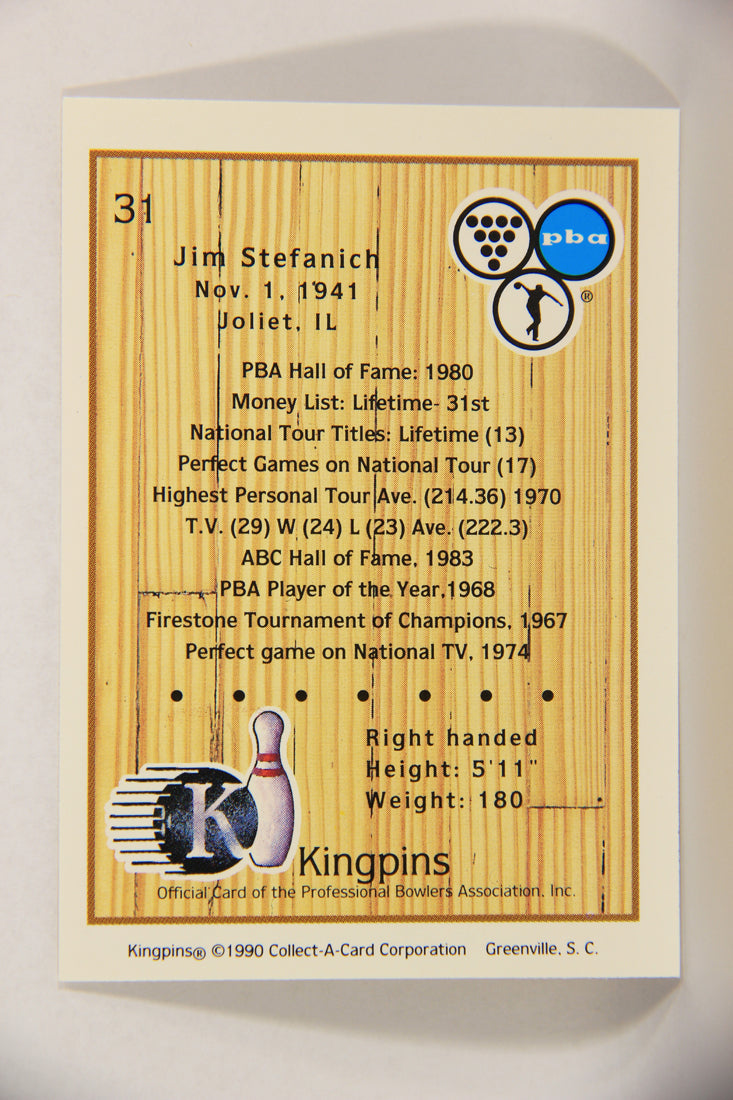 31
pba
®
Jim Stefanich
Nov. 1, 1941
Joliet, IL
PBA Hall of Fame: 1980
Money List: Lifetime- 31st
National Tour Titles: Lifetime (13)
Perfect Games on National Tour (17)
Highest Personal Tour Ave. (214.36) 1970
T.V. (29) W (24) L (23) Ave. (222.3)
ABC Hall of Fame, 1983
PBA Player of the Year,1968
Firestone Tournament of Champions, 1967
Perfect game on National TV, 1974
Right handed
Height: 5'11"
Weight: 180
K
Kingpins
Official Card of the Professional Bowlers Association, Inc.
Kingpins® ©1990 Collect-A-Card Corporation Greenville, S. C.